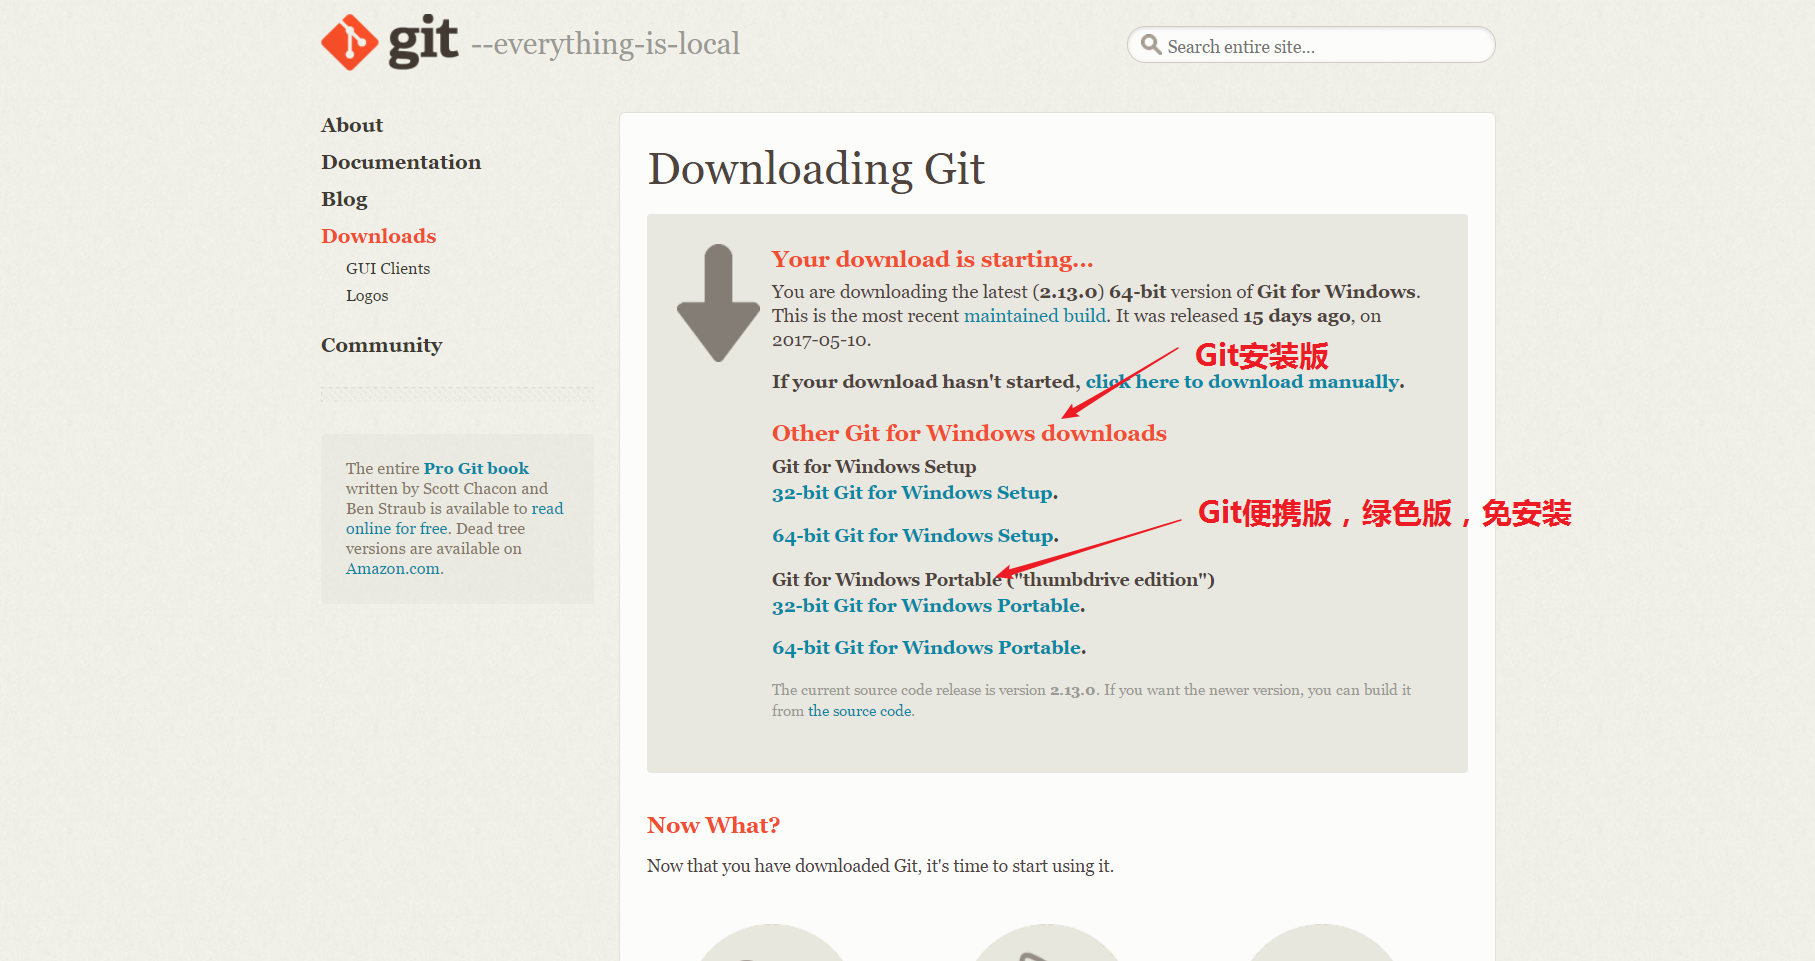 git --everything-is-local
Search entire site...
About
Documentation
Blog
Downloads
GUI Clients
Logos
Community
The entire Pro Git book
written by Scott Chacon and
Ben Straub is available to read
online for free. Dead tree
versions are available on
Amazon.com.
Downloading Git
Your download is starting...
You are downloading the latest (2.13.0) 64-bit version of Git for Windows.
This is the most recent maintained build. It was released 15 days ago, on
2017-05-10.
Git安装版
If your download hasn't started, click here to download manually.
Other Git for Windows downloads
Git for Windows Setup
32-bit Git for Windows Setup.
Git便携版，绿色版，免安装
64-bit Git for Windows Setup.
Git for Windows Portable ("thumbdrive edition")
32-bit Git for Windows Portable.
64-bit Git for Windows Portable.
The current source code release is version 2.13.0. If you want the newer version, you can build it
from the source code.
Now What?
Now that you have downloaded Git, it's time to start using it.